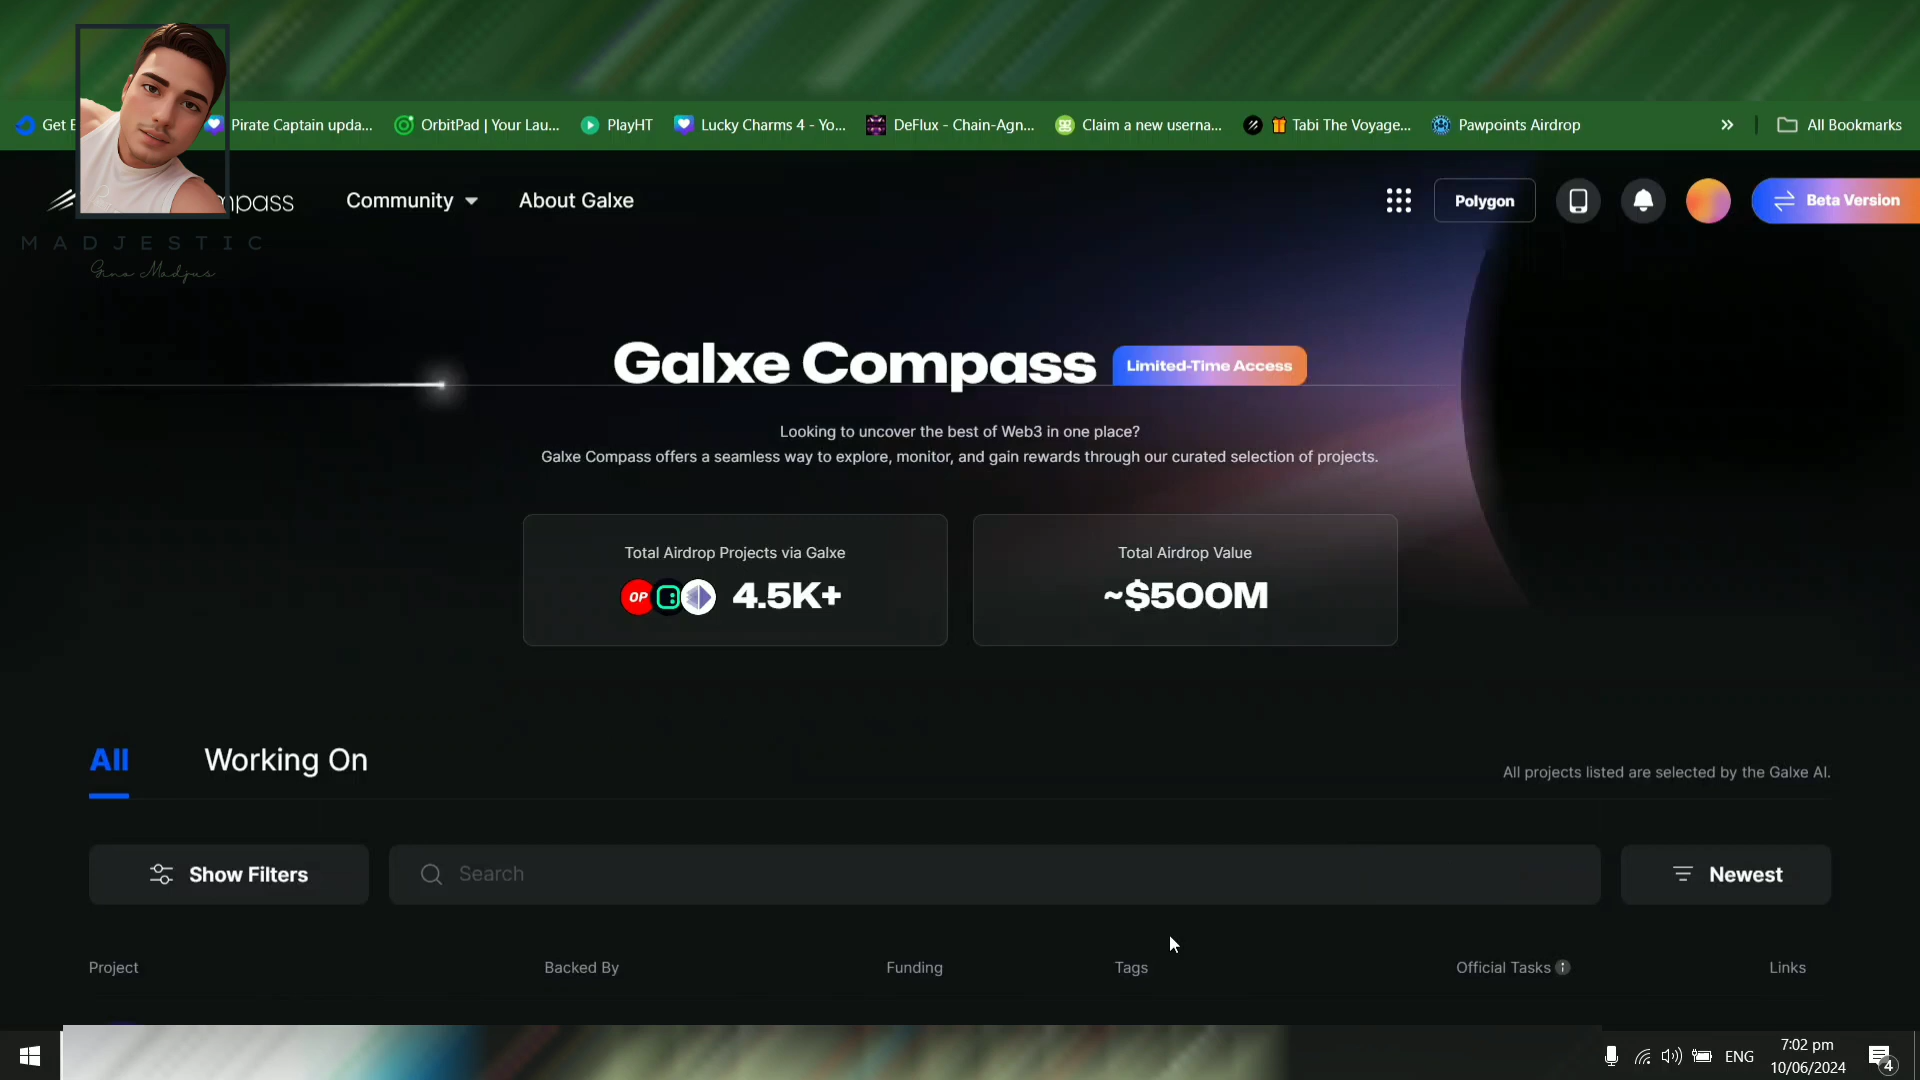 Get
Pirate Captain upda...
OrbitPad | Your Lau...
PlayHT
Lucky Charms 4 - Yo...
DeFlux - Chain-Agn...
Claim a new userna...
Tabi The Voyage...
Pawpoints Airdrop
All Bookmarks
mpass
Community
About Galxe
Polygon
Beta Version
MADJESTIC
Gino Madjus
Galxe Compass
Limited-Time Access
Looking to uncover the best of Web3 in one place?
Galxe Compass offers a seamless way to explore, monitor, and gain rewards through our curated selection of projects.
Total Airdrop Projects via Galxe
OP
4.5K+
Total Airdrop Value
~$500M
All
Working On
All projects listed are selected by the Galxe AI.
Show Filters
Search
Newest
Project
Backed By
Funding
Tags
Official Tasks
Links
ENG
7:02 pm
10/06/2024
4